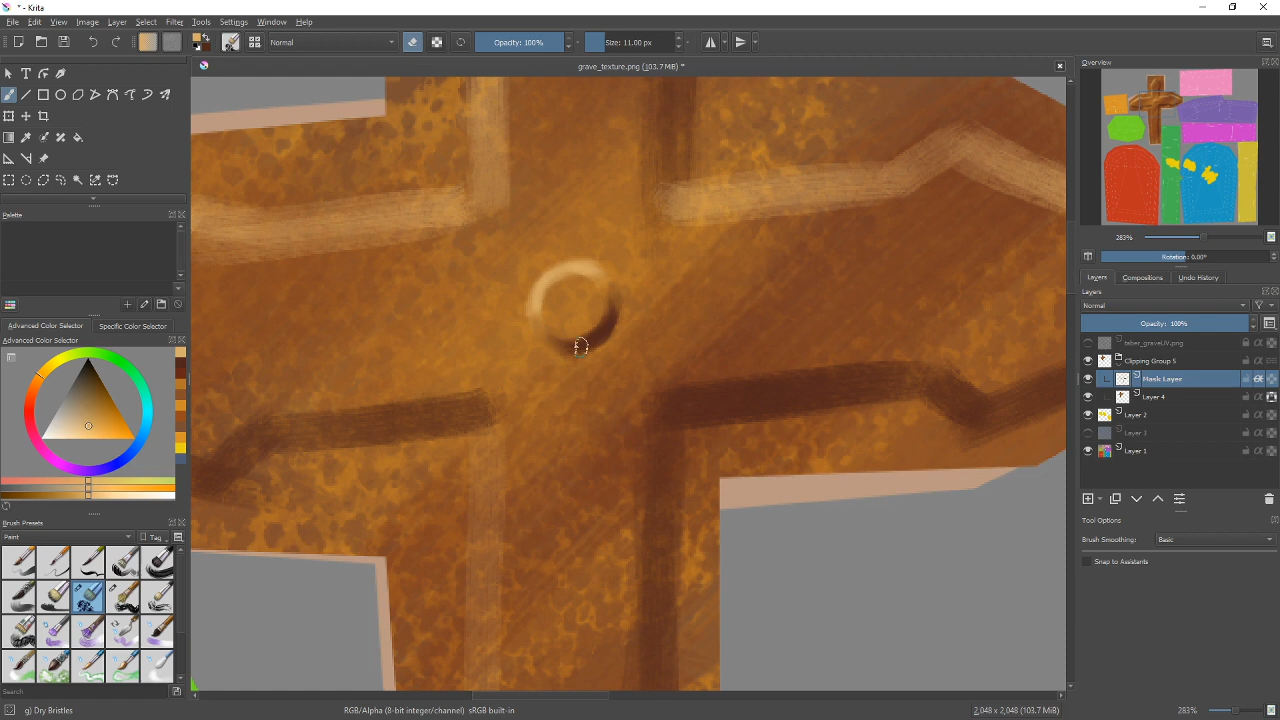 * - Krita
File Edit View Image Layer Select Filter Tools Settings Window Help
Normal Opacity: 100% Size: 11.00 px
grave_texture.png (103.7 MiB) *
Overview
283%
Rotation: 0.00°
Palette
Advanced Color Selector Specific Color Selector
Advanced Color Selector
Brush Presets
Paint Tag
Search
g) Dry Bristles
Layers Compositions Undo History
Layers
Normal
Opacity: 100%
taber_graveUV.png
Clipping Group 5
Mask Layer
Layer 4
Layer 2
Layer 3
Layer 1
Tool Options
Brush Smoothing: Basic
Snap to Assistants
RGB/Alpha (8-bit integer/channel) sRGB built-in 2,048 x 2,048 (103.7 MiB) 283%